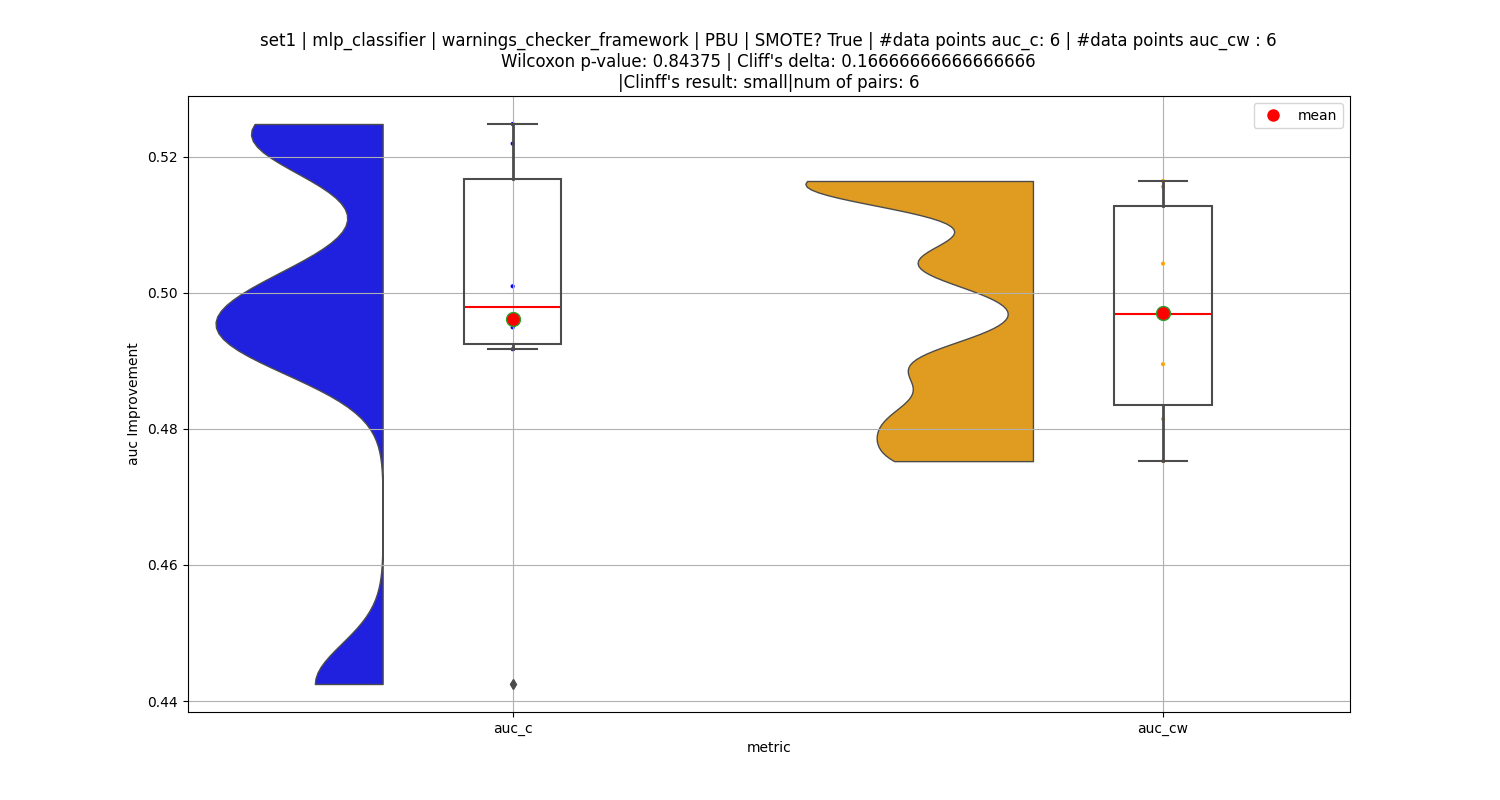 set1 | mlp_classifier | warnings_checker_framework | PBU | SMOTE? True | #data points auc_c: 6 | #data points auc_cw : 6
Wilcoxon p-value: 0.84375 | Cliff's delta: 0.16666666666666666
|Clinff's result: small|num of pairs: 6
mean
0.52
0.50
0.48
0.46
0.44
auc Improvement
auc_c
auc_cw
metric